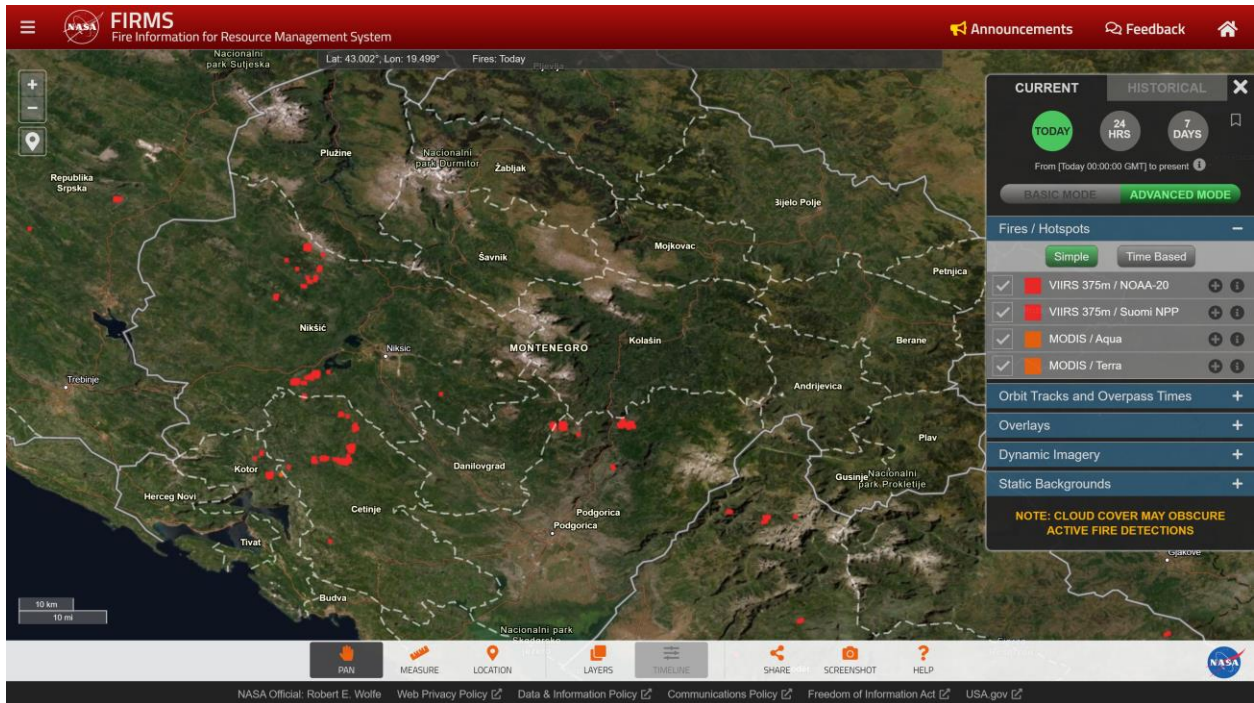 NASA
FIRMS
Fire Information for Resource Management System
Announcements
Feedback
Lat: 43.002°, Lon: 19.499°
Fires: Today
Nacionalni
park Sutjeska
Pljevlja
+
−
Plužine
Nacionalni
park Durmitor
Žabljak
Republika
Srpska
Bijelo Polje
Mojkovac
Šavnik
Petnjica
Nikšić
Niksic
MONTENEGRO
Kolašin
Berane
Trebinje
Andrijevica
Plav
Kotor
Danilovgrad
Gusinje
Nacionalni
park Prokletije
Herceg Novi
Cetinje
Podgorica
Podgorica
Tivat
Gjakove
Budva
Nacionalni park
Skadarsko
10 km
10 mi
CURRENT
HISTORICAL
TODAY
24
HRS
7
DAYS
From [Today 00:00:00 GMT] to present
BASIC MODE
ADVANCED MODE
Fires / Hotspots
Simple
Time Based
VIIRS 375m / NOAA-20
VIIRS 375m / Suomi NPP
MODIS / Aqua
MODIS / Terra
Orbit Tracks and Overpass Times
Overlays
Dynamic Imagery
Static Backgrounds
NOTE: CLOUD COVER MAY OBSCURE
ACTIVE FIRE DETECTIONS
PAN
MEASURE
LOCATION
LAYERS
TIMELINE
SHARE
SCREENSHOT
HELP
NASA
NASA Official: Robert E. Wolfe
Web Privacy Policy
Data & Information Policy
Communications Policy
Freedom of Information Act
USA.gov